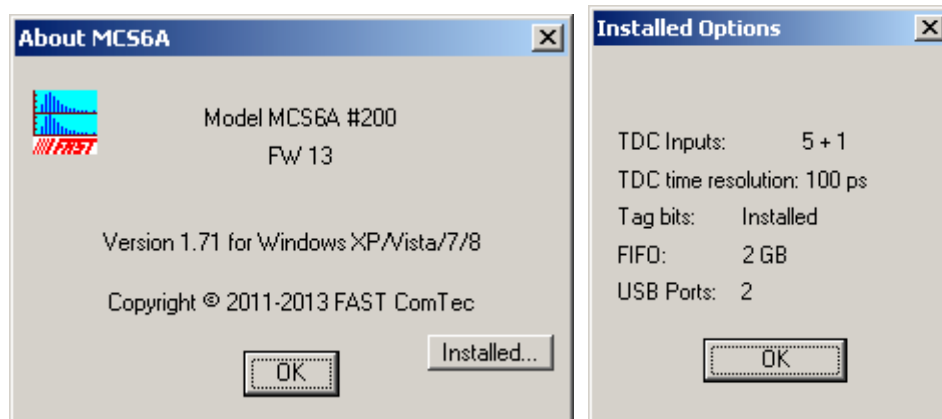 About MCS6A
Model MCS6A #200
FAST
FW 13
Version 1.71 for Windows XP/Vista/7/8
Copyright © 2011-2013 FAST ComTec
Installed...
OK
Installed Options
TDC Inputs: 5 + 1
TDC time resolution: 100 ps
Tag bits: Installed
FIFO: 2 GB
USB Ports: 2
OK